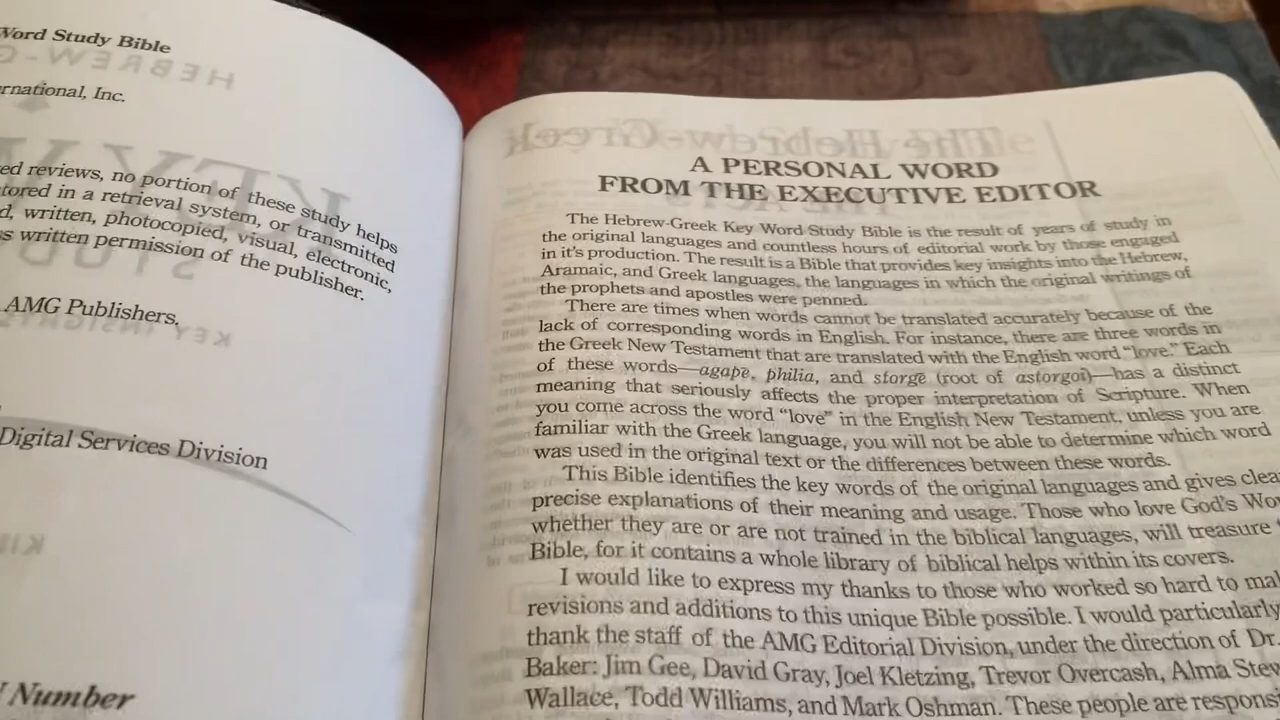 Word Study Bible
rnational, Inc.
ed reviews, no portion of these study helps
tored in a retrieval system, or transmitted
d, written, photocopied, visual, electronic,
s written permission of the publisher.
AMG Publishers.
Digital Services Division
Number
A PERSONAL WORD
FROM THE EXECUTIVE EDITOR
The Hebrew-Greek Key Word Study Bible is the result of years of study in
the original languages and countless hours of editorial work by those engaged
in it's production. The result is a Bible that provides key insights into the Hebrew,
Aramaic, and Greek languages, the languages in which the original writings of
the prophets and apostles were penned.
There are times when words cannot be translated accurately because of the
lack of corresponding words in English. For instance, there are three words in
the Greek New Testament that are translated with the English word “love.” Each
of these words—agape, philia, and storgē (root of astorgoi)—has a distinct
meaning that seriously affects the proper interpretation of Scripture. When
you come across the word “love” in the English New Testament, unless you are
familiar with the Greek language, you will not be able to determine which word
was used in the original text or the differences between these words.
This Bible identifies the key words of the original languages and gives clea
precise explanations of their meaning and usage. Those who love God's Wo
whether they are or are not trained in the biblical languages, will treasure
Bible, for it contains a whole library of biblical helps within its covers.
I would like to express my thanks to those who worked so hard to mak
revisions and additions to this unique Bible possible. I would particularly
thank the staff of the AMG Editorial Division, under the direction of Dr.
Baker: Jim Gee, David Gray, Joel Kletzing, Trevor Overcash, Alma Stew
Wallace, Todd Williams, and Mark Oshman. These people are responsi